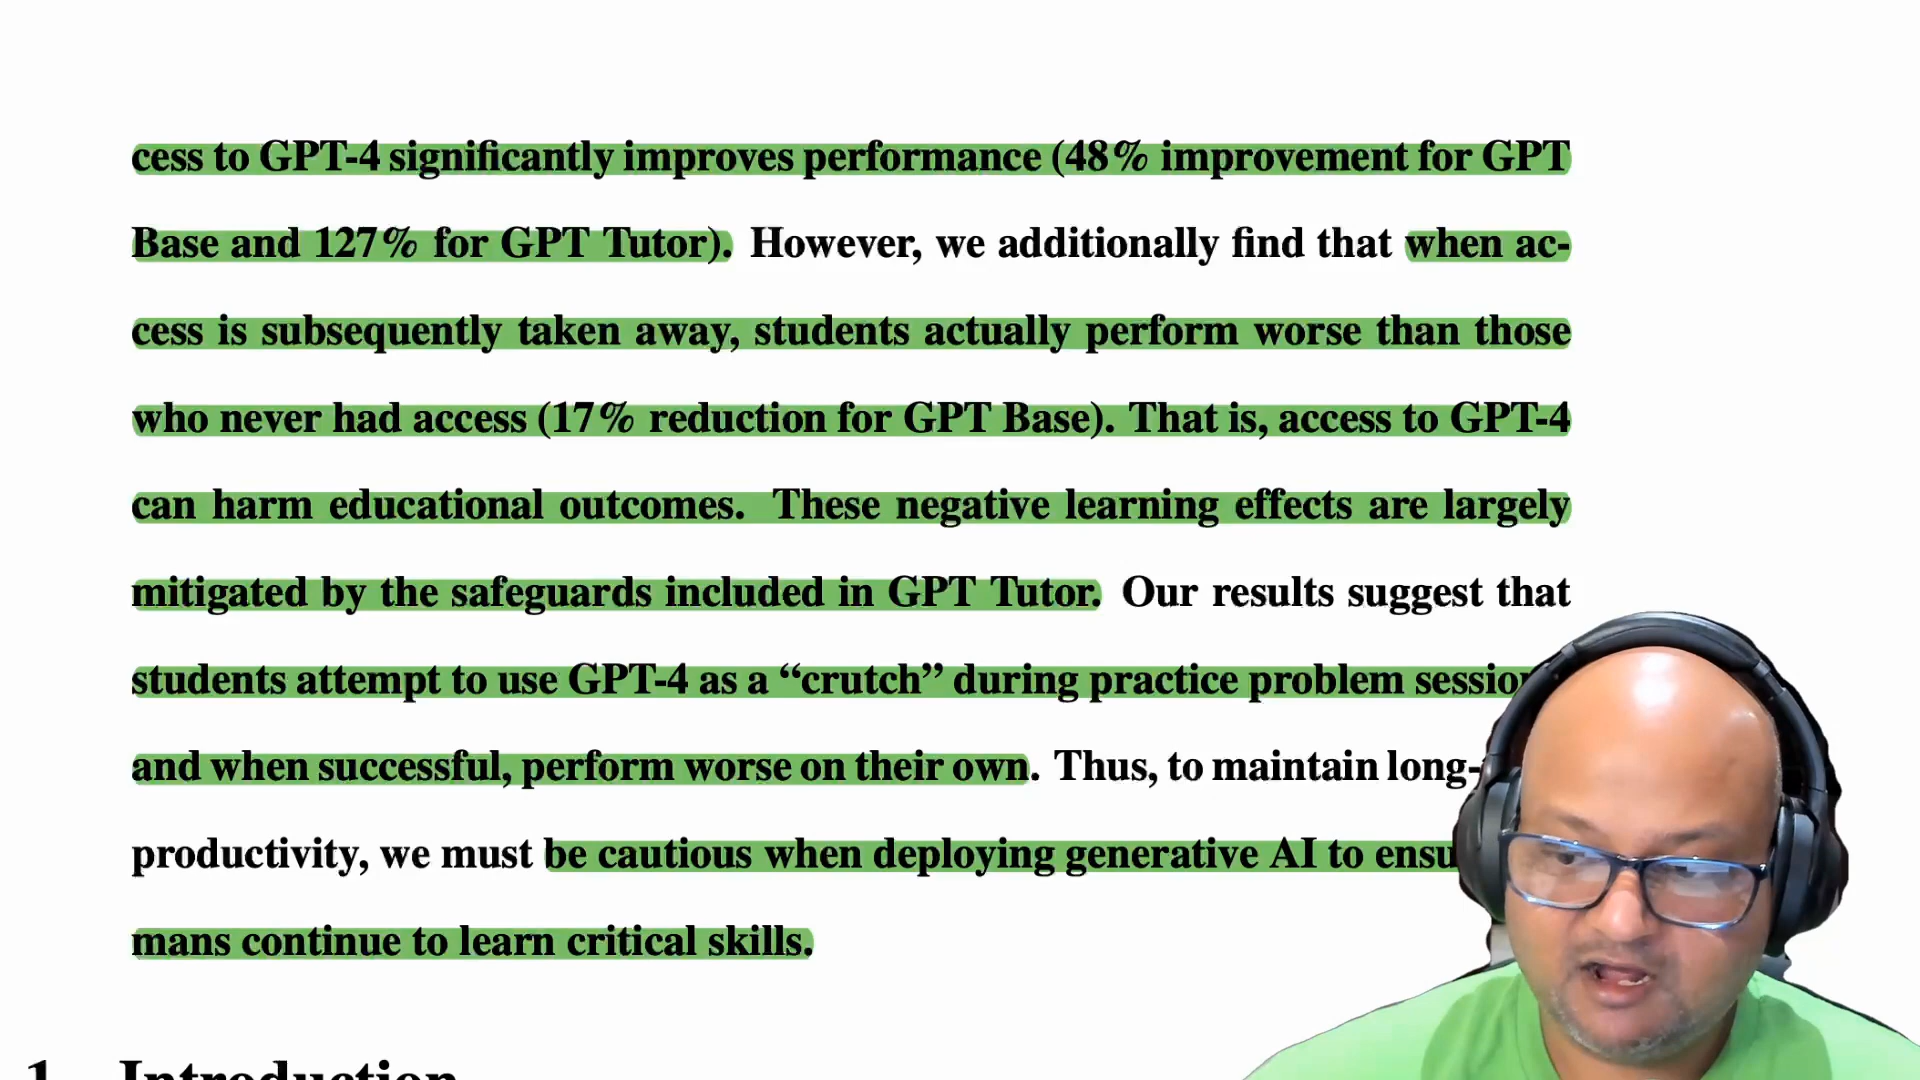 cess to GPT-4 significantly improves performance (48% improvement for GPT
Base and 127% for GPT Tutor). However, we additionally find that when ac-
cess is subsequently taken away, students actually perform worse than those
who never had access (17% reduction for GPT Base). That is, access to GPT-4
can harm educational outcomes. These negative learning effects are largely
mitigated by the safeguards included in GPT Tutor. Our results suggest that
students attempt to use GPT-4 as a “crutch” during practice problem
and when successful, perform worse on their own. Thus, to maintain long-
productivity, we must be cautious when deploying generative AI to
mans continue to learn critical skills.
1 Introduction